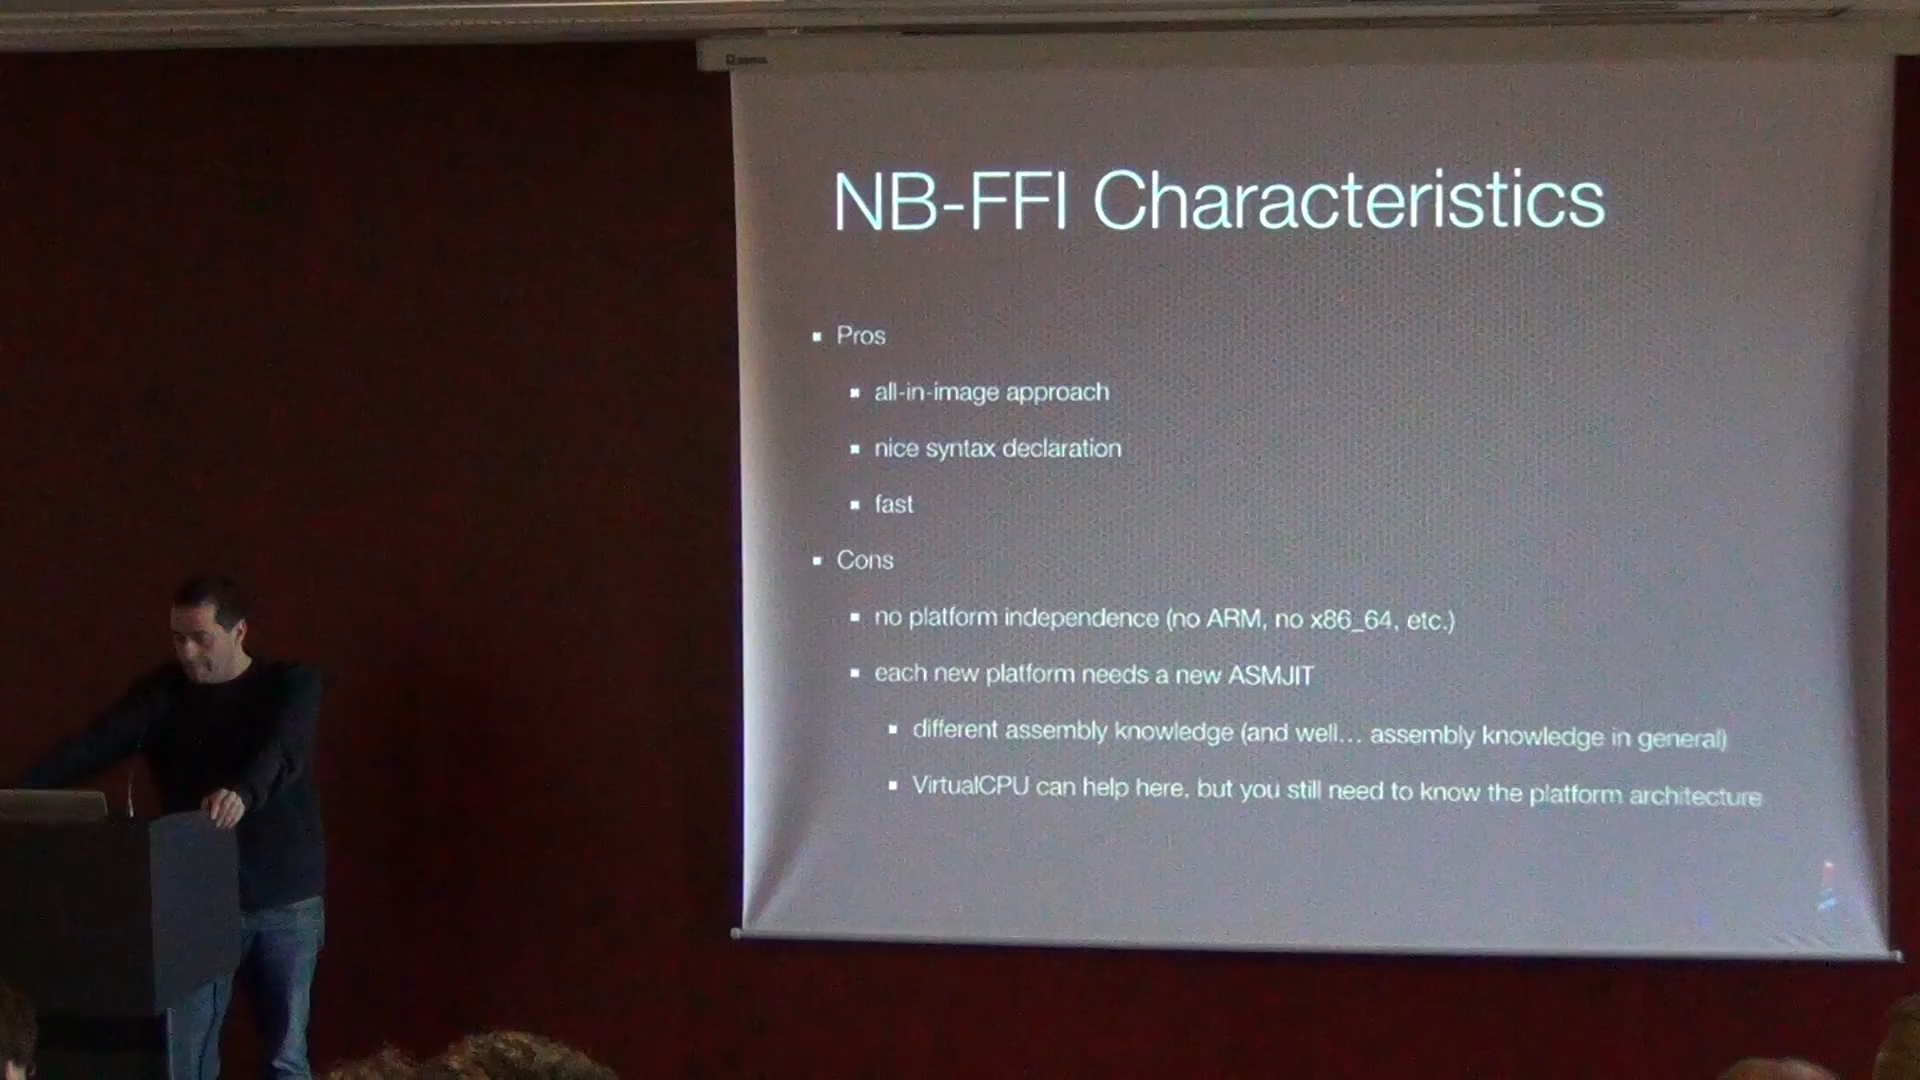 NB-FFI Characteristics
Pros
all-in-image approach
nice syntax declaration
fast
Cons
no platform independence (no ARM, no x86_64, etc.)
each new platform needs a new ASMJIT
different assembly knowledge (and well... assembly knowledge in general)
VirtualCPU can help here, but you still need to know the platform architecture